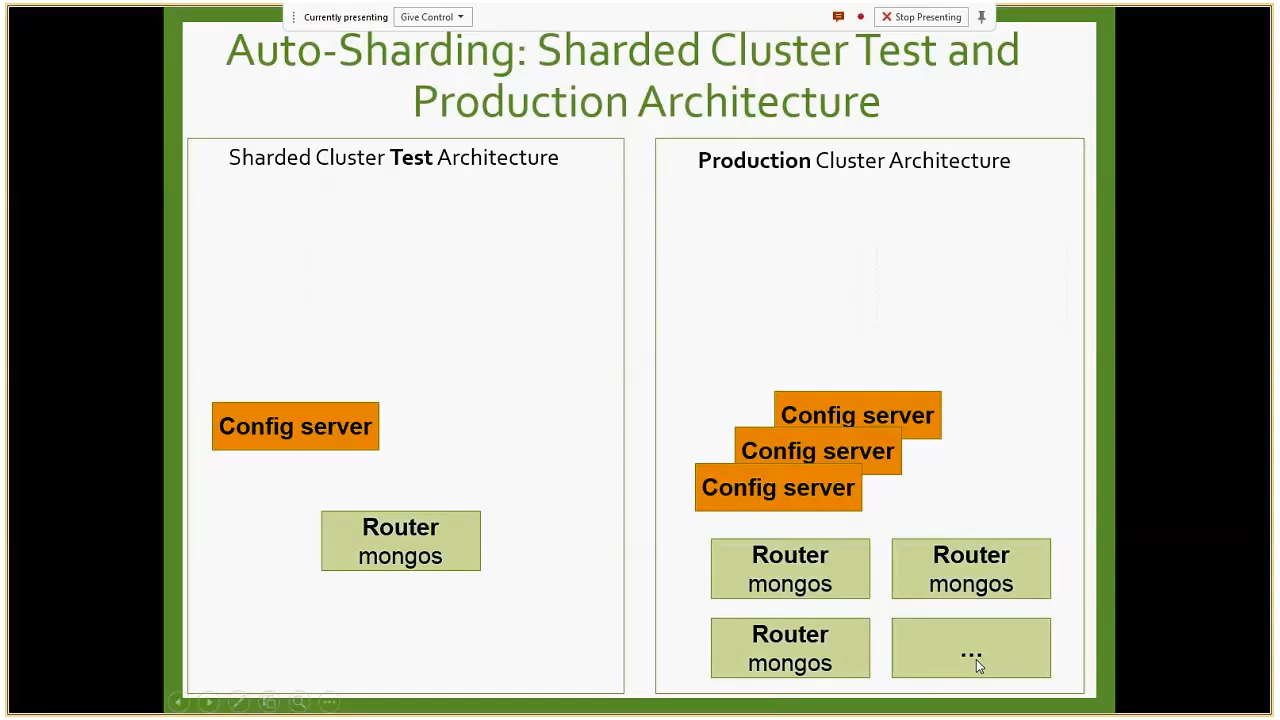 Currently presenting
Give Control
Stop Presenting
Auto-Sharding: Sharded Cluster Test and
Production Architecture
Sharded Cluster Test Architecture
Config server
Router
mongos
Production Cluster Architecture
Config server
Config server
Config server
Router
mongos
Router
mongos
Router
mongos
...